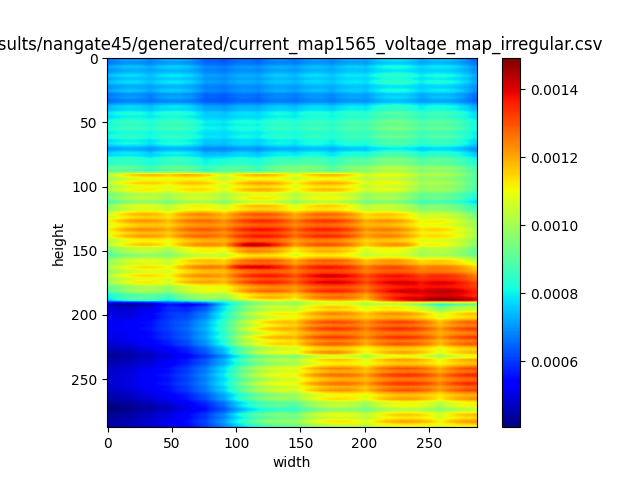 sults/nangate45/generated/current_map1565_voltage_map_irregular.csv
0
50
100
150
200
250
height
0 50 100 150 200 250
width
0.0014
0.0012
0.0010
0.0008
0.0006